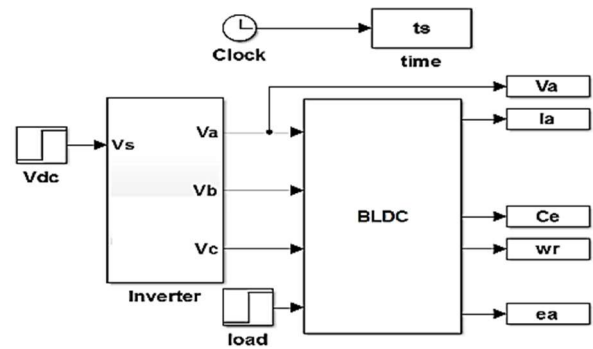 ts
Clock
time
Va
Ia
Vs
Va
Vdc
Vb
BLDC
Ce
Vc
wr
Inverter
ea
load